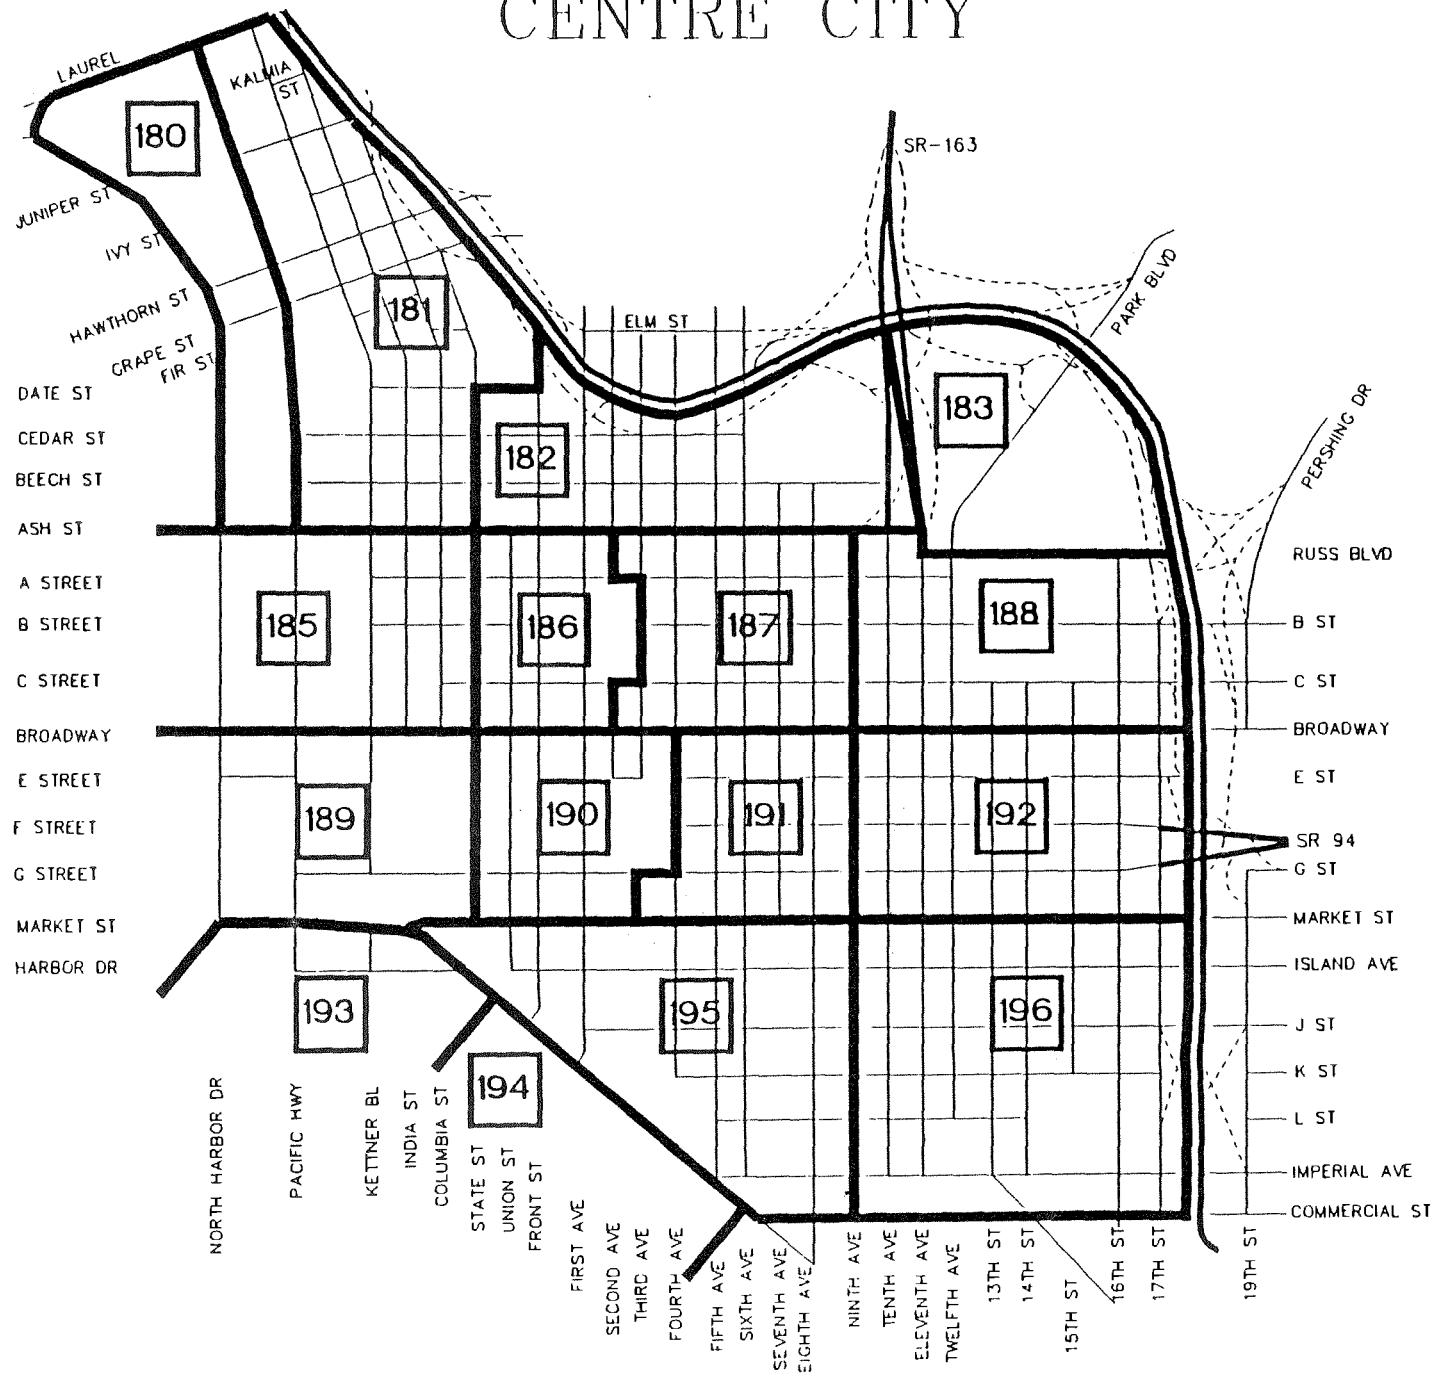 CENTRE CITY
LAUREL
KALMIA
ST
180
SR-163
JUNIPER ST
IVY ST
HAWTHORN ST
GRAPE ST
FIR ST
181
ELM ST
PARK BLVD
DATE ST
183
CEDAR ST
182
BEECH ST
PERSHING DR
ASH ST
RUSS BLVD
A STREET
B STREET
185
186
187
188
B ST
C STREET
C ST
BROADWAY
BROADWAY
E STREET
E ST
F STREET
189
190
191
192
SR 94
G STREET
G ST
MARKET ST
MARKET ST
HARBOR DR
ISLAND AVE
193
195
196
J ST
194
K ST
L ST
IMPERIAL AVE
COMMERCIAL ST
NORTH HARBOR DR
PACIFIC HWY
KETTNER BL
INDIA ST
COLUMBIA ST
STATE ST
UNION ST
FRONT ST
FIRST AVE
SECOND AVE
THIRD AVE
FOURTH AVE
FIFTH AVE
SIXTH AVE
SEVENTH AVE
EIGHTH AVE
NINTH AVE
TENTH AVE
ELEVENTH AVE
TWELFTH AVE
13TH ST
14TH ST
15TH ST
16TH ST
17TH ST
19TH ST